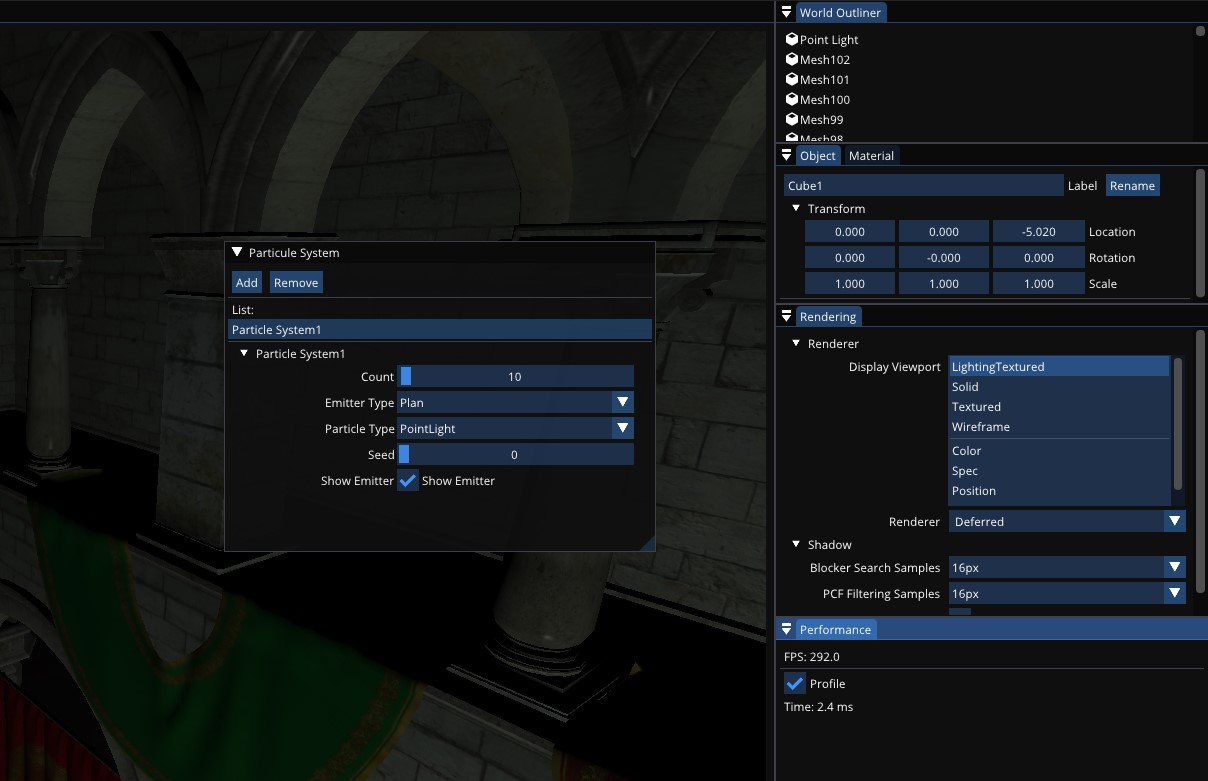 World Outliner
Point Light
Mesh102
Mesh101
Mesh100
Mesh99
Mesh98
Object Material
Cube1 Label Rename
Transform
0.000 0.000 -5.020 Location
0.000 -0.000 0.000 Rotation
1.000 1.000 1.000 Scale
Particule System
Add Remove
List:
Particle System1
Particle System1
Count 10
Emitter Type Plan
Particle Type PointLight
Seed 0
Show Emitter Show Emitter
Rendering
Renderer
Display Viewport LightingTextured
Solid
Textured
Wireframe
Color
Spec
Position
Renderer Deferred
Shadow
Blocker Search Samples 16px
PCF Filtering Samples 16px
Performance
FPS: 292.0
Profile
Time: 2.4 ms